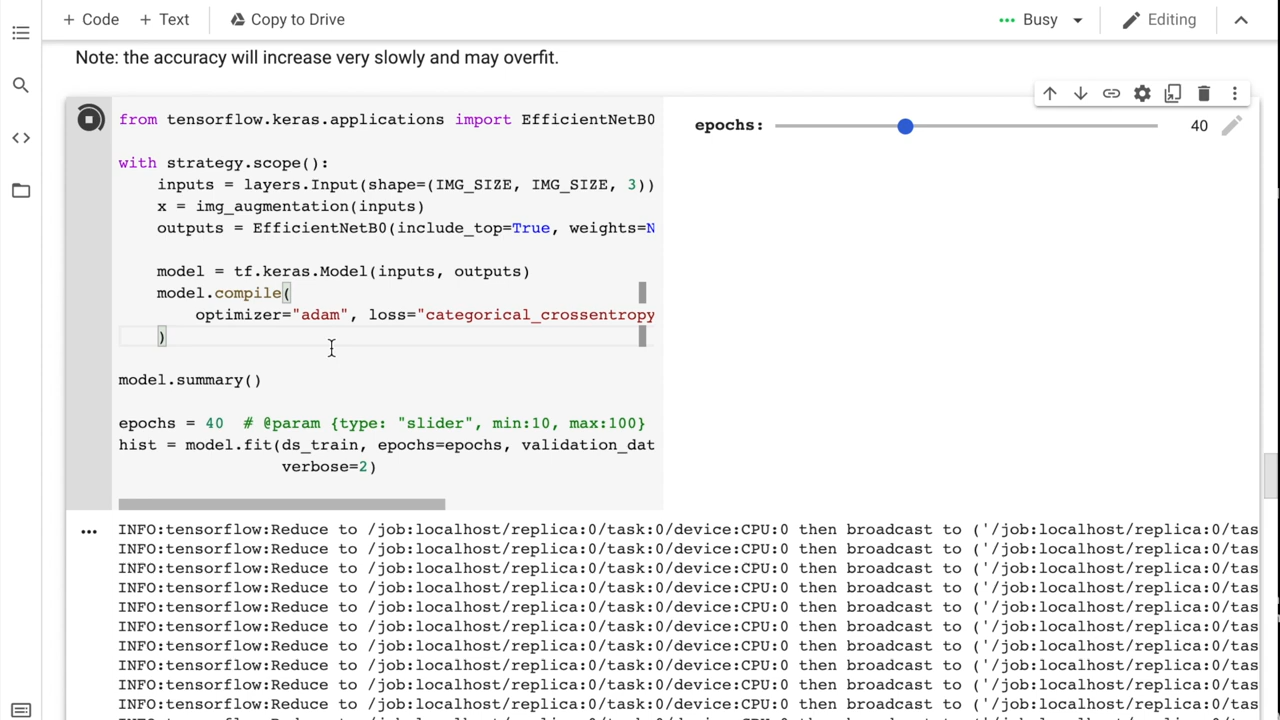 + Code + Text Copy to Drive Busy Editing
Note: the accuracy will increase very slowly and may overfit.
from tensorflow.keras.applications import EfficientNetB0
epochs: 40
with strategy.scope():
inputs = layers.Input(shape=(IMG_SIZE, IMG_SIZE, 3))
x = img_augmentation(inputs)
outputs = EfficientNetB0(include_top=True, weights=N
model = tf.keras.Model(inputs, outputs)
model.compile(
optimizer="adam", loss="categorical_crossentropy
)
model.summary()
epochs = 40 # @param {type: "slider", min:10, max:100}
hist = model.fit(ds_train, epochs=epochs, validation_dat
verbose=2)
INFO:tensorflow:Reduce to /job:localhost/replica:0/task:0/device:CPU:0 then broadcast to ('/job:localhost/replica:0/tas
INFO:tensorflow:Reduce to /job:localhost/replica:0/task:0/device:CPU:0 then broadcast to ('/job:localhost/replica:0/tas
INFO:tensorflow:Reduce to /job:localhost/replica:0/task:0/device:CPU:0 then broadcast to ('/job:localhost/replica:0/tas
INFO:tensorflow:Reduce to /job:localhost/replica:0/task:0/device:CPU:0 then broadcast to ('/job:localhost/replica:0/tas
INFO:tensorflow:Reduce to /job:localhost/replica:0/task:0/device:CPU:0 then broadcast to ('/job:localhost/replica:0/tas
INFO:tensorflow:Reduce to /job:localhost/replica:0/task:0/device:CPU:0 then broadcast to ('/job:localhost/replica:0/tas
INFO:tensorflow:Reduce to /job:localhost/replica:0/task:0/device:CPU:0 then broadcast to ('/job:localhost/replica:0/tas
INFO:tensorflow:Reduce to /job:localhost/replica:0/task:0/device:CPU:0 then broadcast to ('/job:localhost/replica:0/tas
INFO:tensorflow:Reduce to /job:localhost/replica:0/task:0/device:CPU:0 then broadcast to ('/job:localhost/replica:0/tas
INFO:tensorflow:Reduce to /job:localhost/replica:0/task:0/device:CPU:0 then broadcast to ('/job:localhost/replica:0/tas